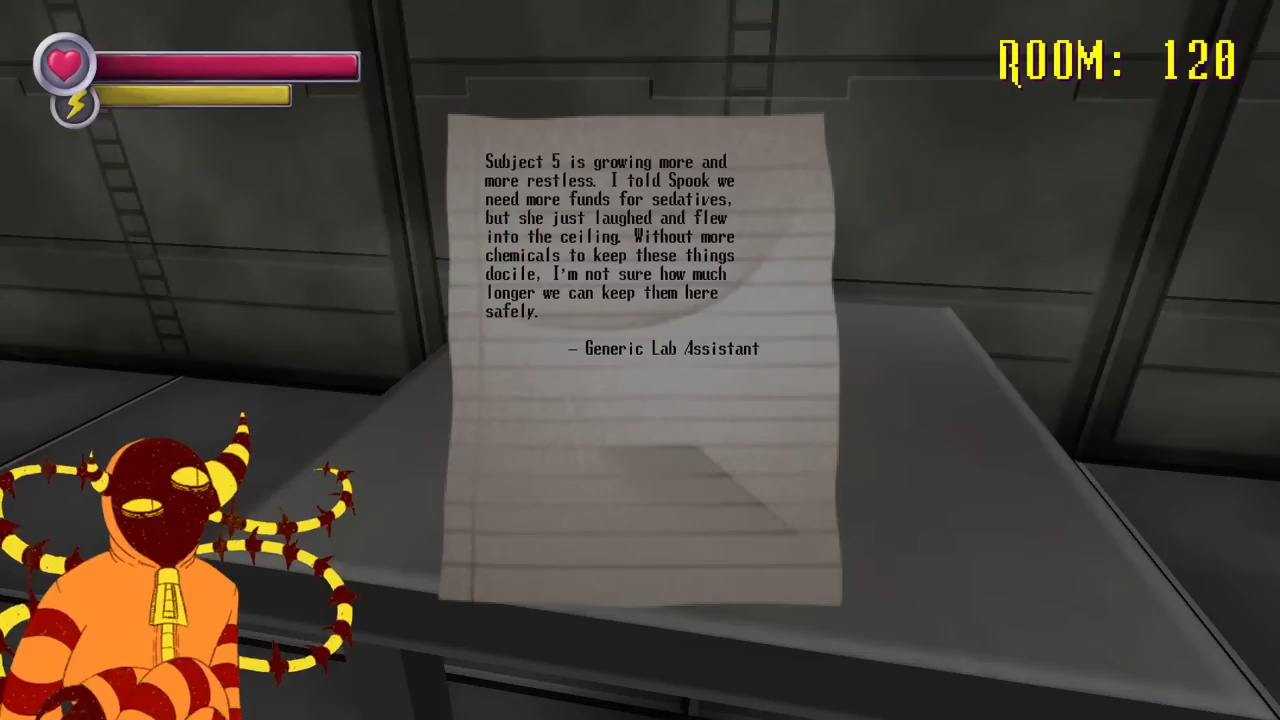 ROOM: 120
Subject 5 is growing more and
more restless. I told Spook we
need more funds for sedatives,
but she just laughed and flew
into the ceiling. Without more
chemicals to keep these things
docile, I'm not sure how much
longer we can keep them here
safely.
- Generic Lab Assistant